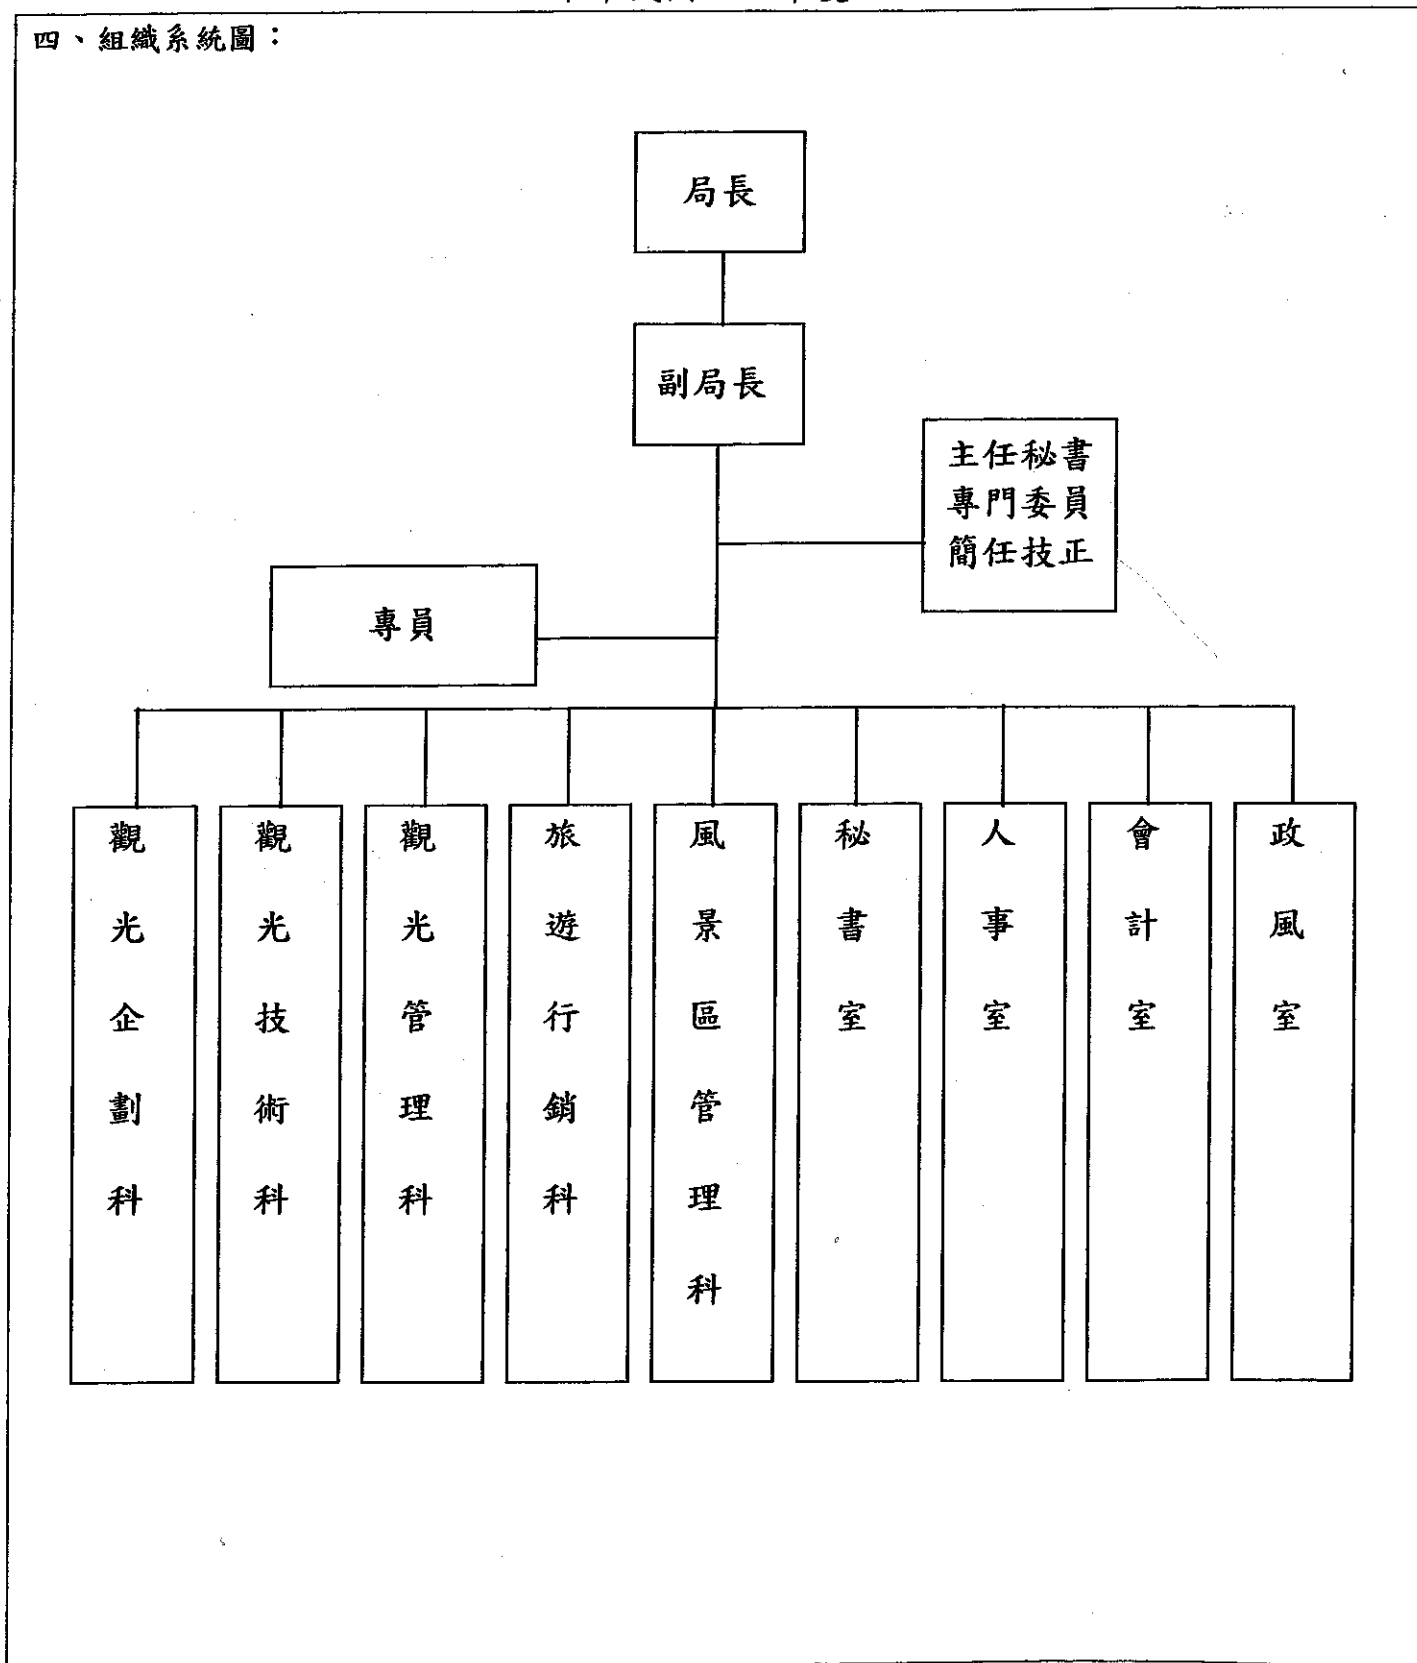 四、組織系統圖：
局長
副局長
主任秘書
專門委員
簡任技正
專員
觀光企劃科
觀光技術科
觀光管理科
旅遊行銷科
風景區管理科
秘書室
人事室
會計室
政風室